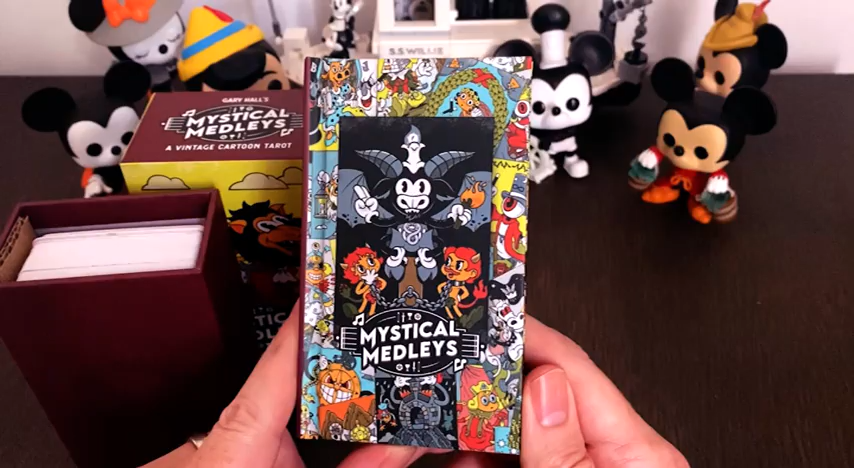 S.S. WILLIE
GARY HALL'S
MYSTICAL
MEDLEYS
A VINTAGE CARTOON TAROT
MYSTICAL
MEDLEYS